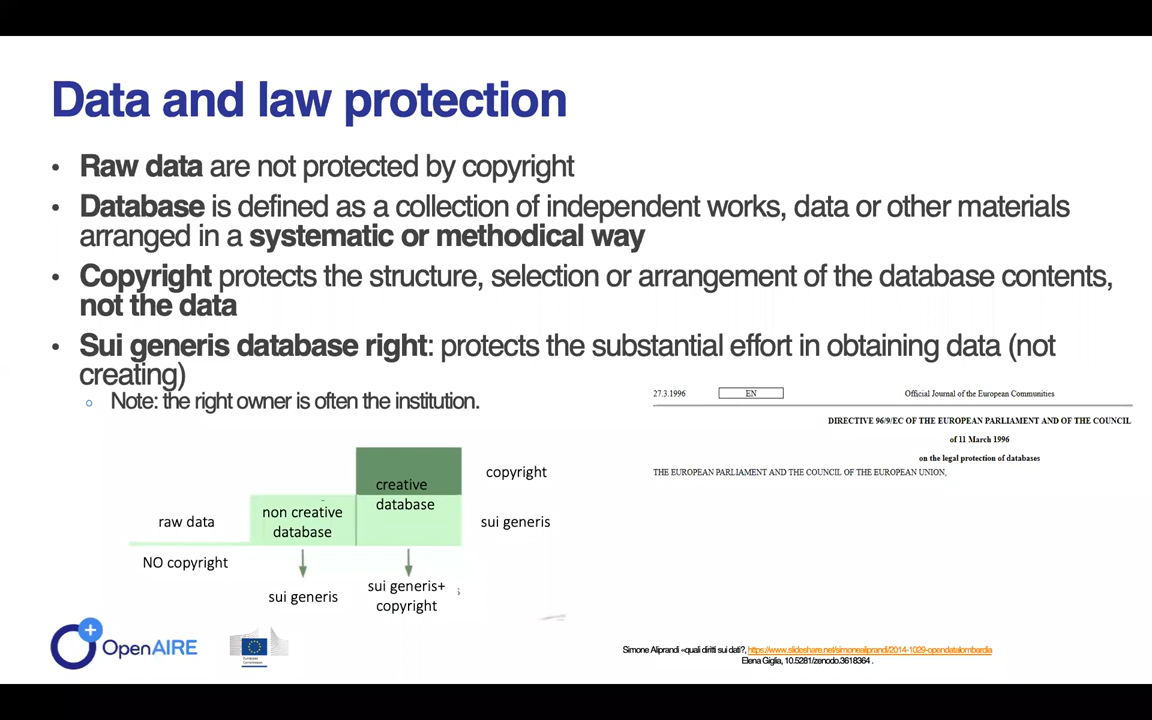 Data and law protection
• Raw data are not protected by copyright
• Database is defined as a collection of independent works, data or other materials
arranged in a systematic or methodical way
• Copyright protects the structure, selection or arrangement of the database contents,
not the data
• Sui generis database right: protects the substantial effort in obtaining data (not
creating)
Note: the right owner is often the institution.
27.3.1996 EN Official Journal of the European Communities
DIRECTIVE 96/9/EC OF THE EUROPEAN PARLIAMENT AND OF THE COUNCIL
of 11 March 1996
on the legal protection of databases
THE EUROPEAN PARLIAMENT AND THE COUNCIL OF THE EUROPEAN UNION,
creative
database
copyright
non creative
database
raw data
sui generis
NO copyright
sui generis
sui generis+
copyright
OpenAIRE
European
Commission
Simone Aliprandi «quali diritti sui dati?, https://www.slideshare.net/simonealiprandi/2014-1029-opendatalombardia
Elena Giglia, 10.5281/zenodo.3618364 .